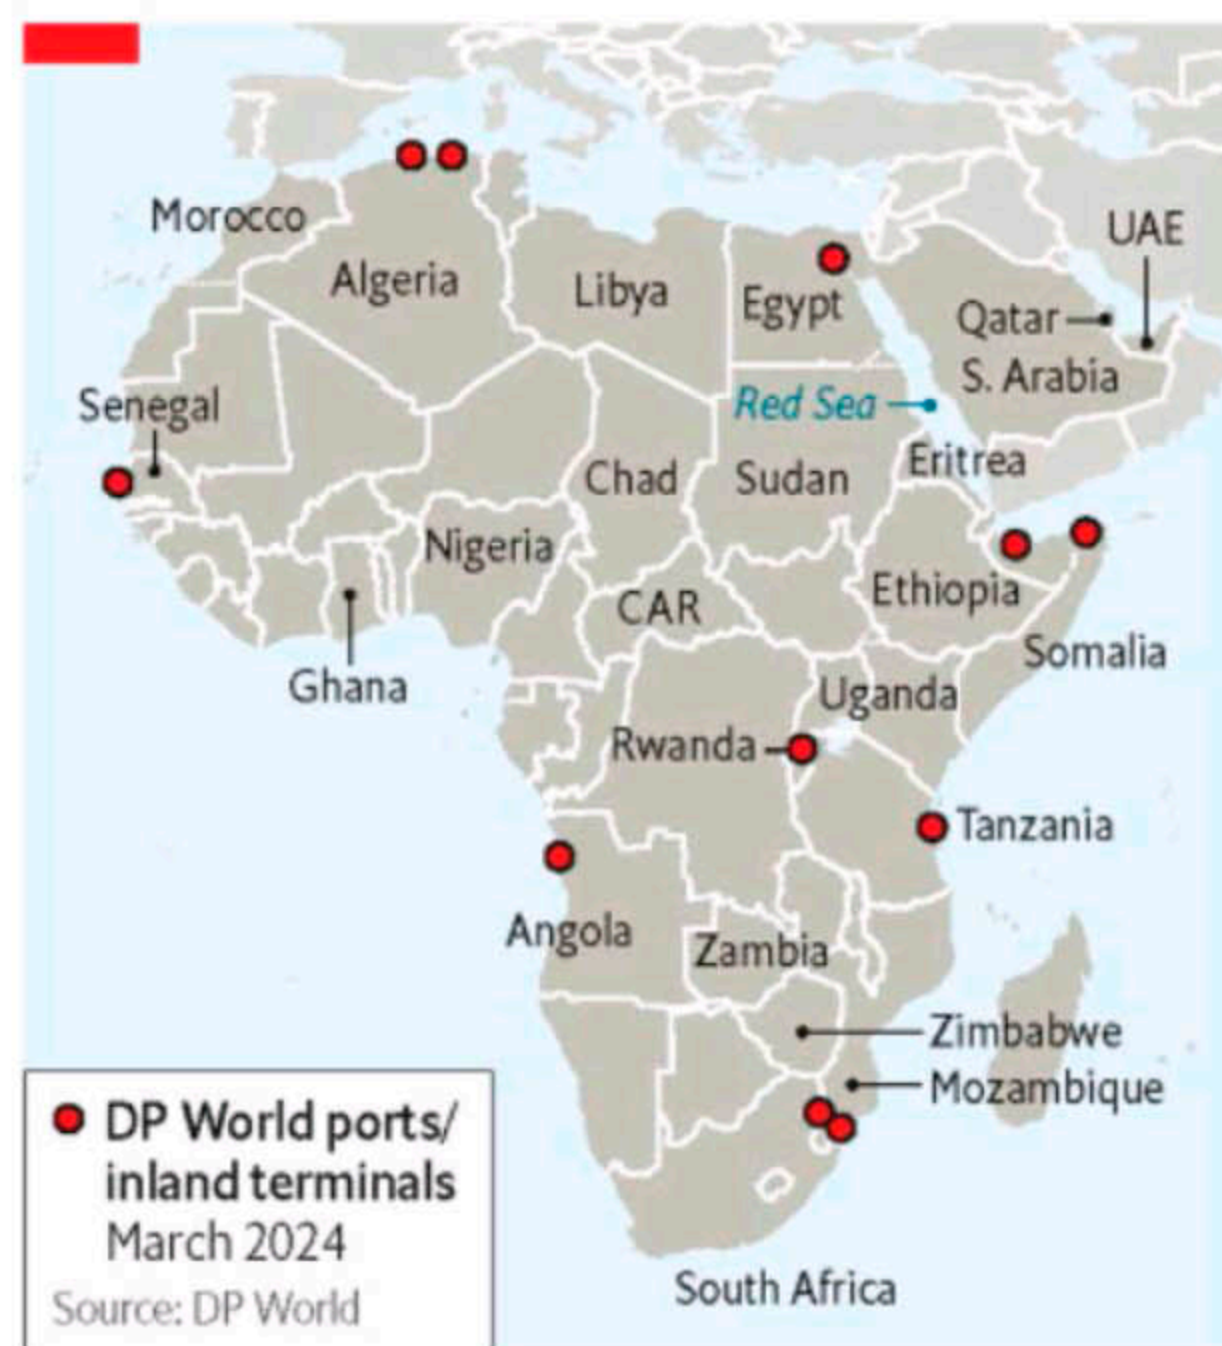 Morocco
UAE
Algeria
Libya
Egypt
Qatar
S. Arabia
Senegal
Red Sea
Eritrea
Chad
Sudan
Nigeria
Ethiopia
CAR
Somalia
Ghana
Uganda
Rwanda
Tanzania
Angola
Zambia
Zimbabwe
Mozambique
South Africa
DP World ports/
inland terminals
March 2024
Source: DP World